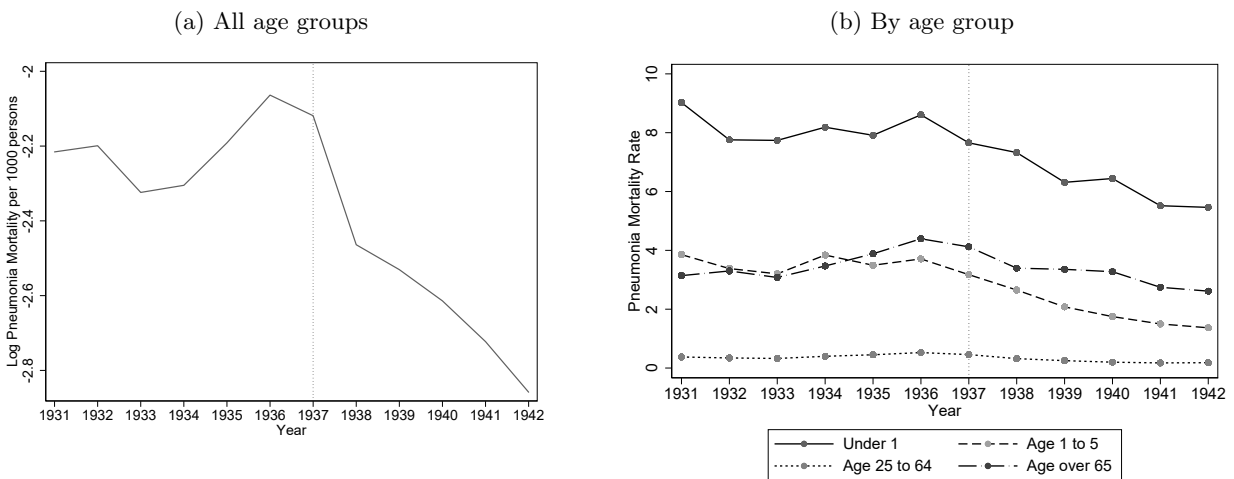 (a) All age groups
Log Pneumonia Mortality per 1000 persons
-2
-2.2
-2.4
-2.6
-2.8
1931 1932 1933 1934 1935 1936 1937 1938 1939 1940 1941 1942
Year
(b) By age group
Pneumonia Mortality Rate
10
8
6
4
2
0
1931 1932 1933 1934 1935 1936 1937 1938 1939 1940 1941 1942
Year
Under 1 Age 1 to 5
Age 25 to 64 Age over 65